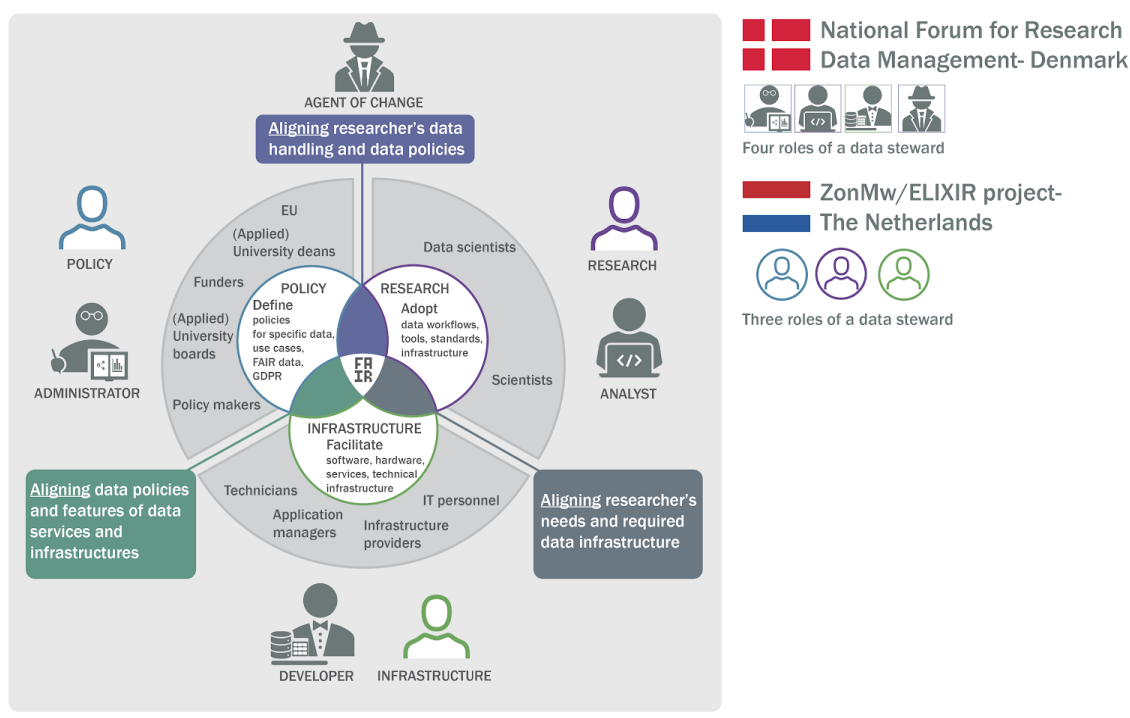 AGENT OF CHANGE
Aligning researcher's data
handling and data policies
POLICY
ADMINISTRATOR
RESEARCH
ANALYST
EU
(Applied)
University deans
Funders
(Applied)
University
boards
Policy makers
Data scientists
Scientists
POLICY
Define
policies
for specific data,
use cases,
FAIR data,
GDPR
RESEARCH
Adopt
data workflows,
tools, standards,
infrastructure
FA
IR
INFRASTRUCTURE
Facilitate
software, hardware,
services, technical
infrastructure
Technicians
Application
managers
Infrastructure
providers
IT personnel
Aligning data policies
and features of data
services and
infrastructures
Aligning researcher's
needs and required
data infrastructure
DEVELOPER
INFRASTRUCTURE
National Forum for Research
Data Management- Denmark
</>
Four roles of a data steward
ZonMw/ELIXIR project-
The Netherlands
Three roles of a data steward
</>